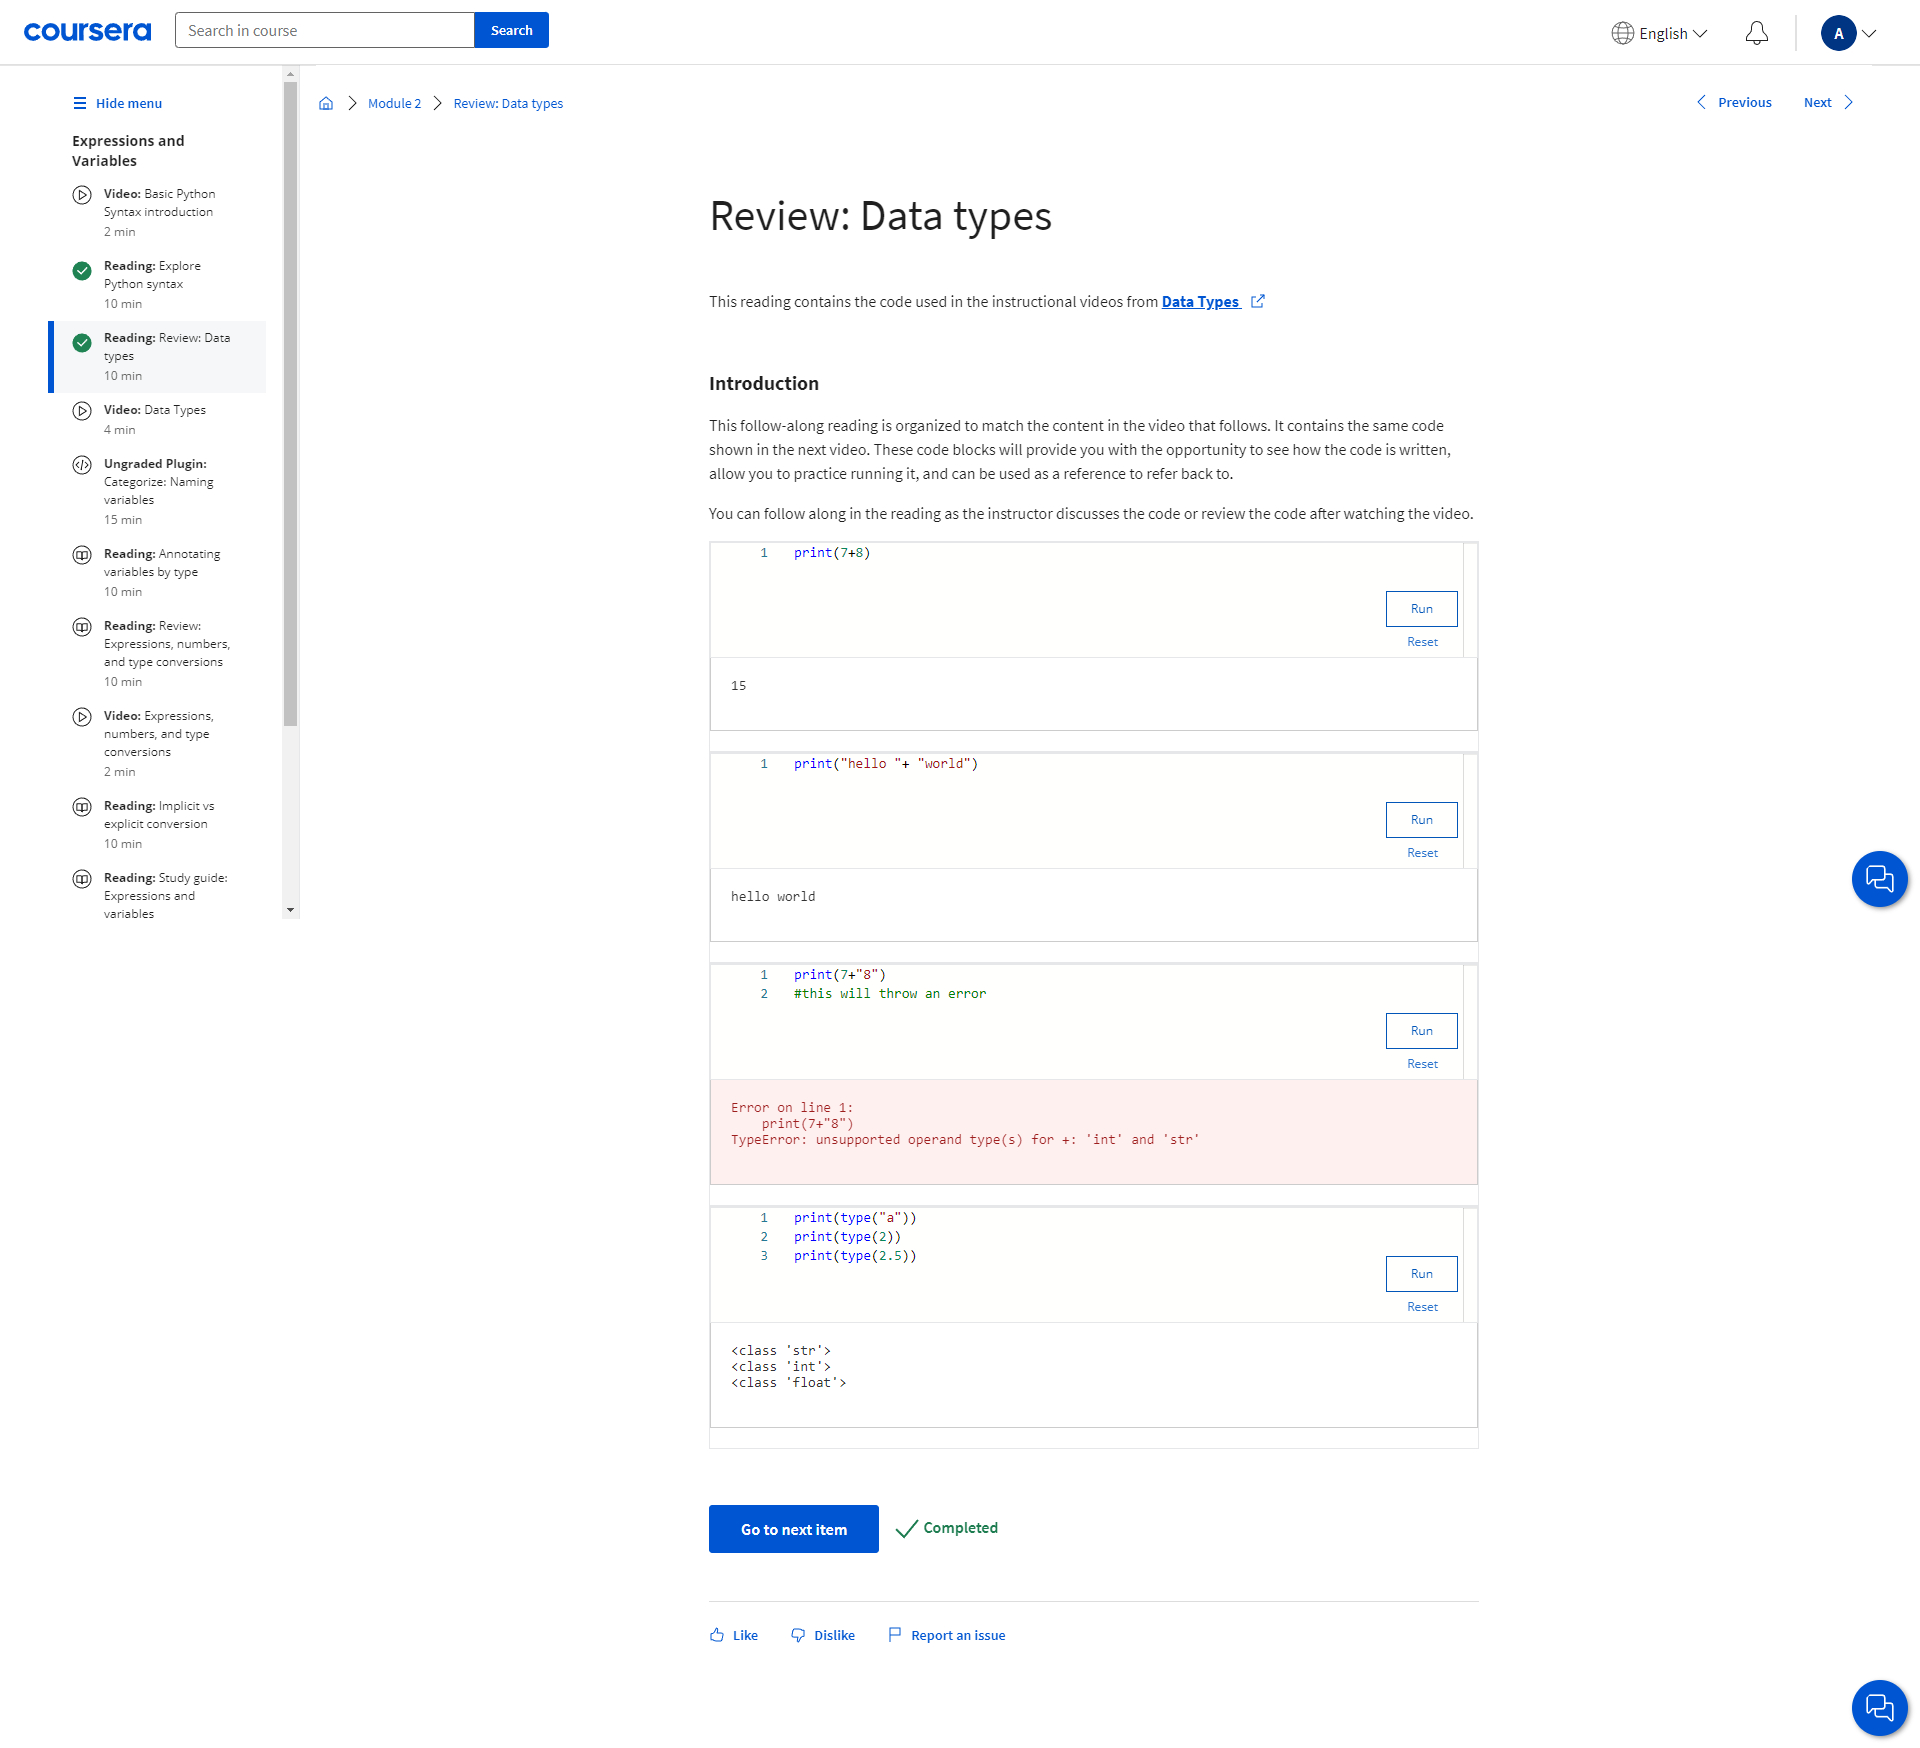 coursera
Search in course
Search
English
A
Hide menu
Expressions and
Variables
Video: Basic Python
Syntax introduction
2 min
Reading: Explore
Python syntax
10 min
Reading: Review: Data
types
10 min
Video: Data Types
4 min
Ungraded Plugin:
Categorize: Naming
variables
15 min
Reading: Annotating
variables by type
10 min
Reading: Review:
Expressions, numbers,
and type conversions
10 min
Video: Expressions,
numbers, and type
conversions
2 min
Reading: Implicit vs
explicit conversion
10 min
Reading: Study guide:
Expressions and
variables
Module 2
Review: Data types
Previous
Next
Review: Data types
This reading contains the code used in the instructional videos from Data Types
Introduction
This follow-along reading is organized to match the content in the video that follows. It contains the same code
shown in the next video. These code blocks will provide you with the opportunity to see how the code is written,
allow you to practice running it, and can be used as a reference to refer back to.
You can follow along in the reading as the instructor discusses the code or review the code after watching the video.
1 print(7+8)
Run
Reset
15
1 print("hello "+ "world")
Run
Reset
hello world
1 print(7+"8")
2 #this will throw an error
Run
Reset
Error on line 1:
    print(7+"8")
TypeError: unsupported operand type(s) for +: 'int' and 'str'
1 print(type("a"))
2 print(type(2))
3 print(type(2.5))
Run
Reset
<class 'str'>
<class 'int'>
<class 'float'>
Go to next item
Completed
Like
Dislike
Report an issue